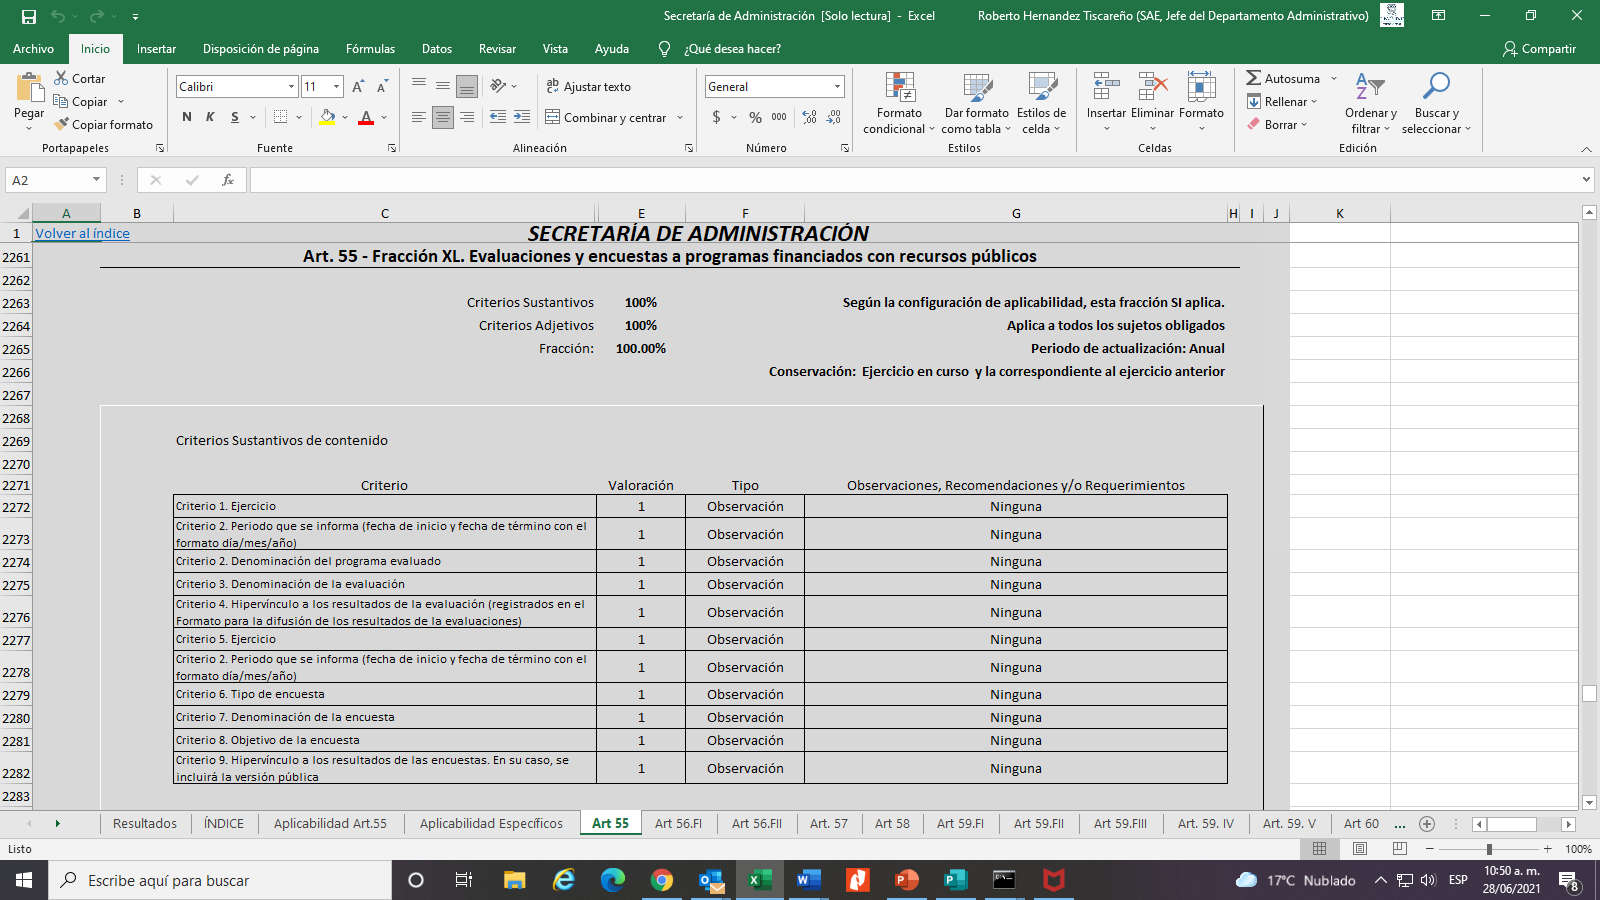 Secretaría de Administración [Solo lectura] - Excel
Roberto Hernandez Tiscareño (SAE, Jefe del Departamento Administrativo)
Archivo Inicio Insertar Disposición de página Fórmulas Datos Revisar Vista Ayuda ¿Qué desea hacer? Compartir
Pegar
Cortar
Copiar
Copiar formato
Portapapeles
Calibri 11
N K S
Fuente
Ajustar texto
Combinar y centrar
Alineación
General
$ % 000
Número
Formato condicional
Dar formato como tabla
Estilos de celda
Estilos
Insertar Eliminar Formato
Celdas
Autosuma
Rellenar
Borrar
Ordenar y filtrar
Buscar y seleccionar
Edición
A2
fx
A B C E F G H I J K
1 Volver al índice SECRETARÍA DE ADMINISTRACIÓN
2261 Art. 55 - Fracción XL. Evaluaciones y encuestas a programas financiados con recursos públicos
2262
2263 Criterios Sustantivos 100% Según la configuración de aplicabilidad, esta fracción SI aplica.
2264 Criterios Adjetivos 100% Aplica a todos los sujetos obligados
2265 Fracción: 100.00% Periodo de actualización: Anual
2266 Conservación: Ejercicio en curso y la correspondiente al ejercicio anterior
2267
2268
2269 Criterios Sustantivos de contenido
2270
2271 Criterio Valoración Tipo Observaciones, Recomendaciones y/o Requerimientos
2272 Criterio 1. Ejercicio 1 Observación Ninguna
2273 Criterio 2. Periodo que se informa (fecha de inicio y fecha de término con el formato día/mes/año) 1 Observación Ninguna
2274 Criterio 2. Denominación del programa evaluado 1 Observación Ninguna
2275 Criterio 3. Denominación de la evaluación 1 Observación Ninguna
2276 Criterio 4. Hipervínculo a los resultados de la evaluación (registrados en el Formato para la difusión de los resultados de la evaluaciones) 1 Observación Ninguna
2277 Criterio 5. Ejercicio 1 Observación Ninguna
2278 Criterio 2. Periodo que se informa (fecha de inicio y fecha de término con el formato día/mes/año) 1 Observación Ninguna
2279 Criterio 6. Tipo de encuesta 1 Observación Ninguna
2280 Criterio 7. Denominación de la encuesta 1 Observación Ninguna
2281 Criterio 8. Objetivo de la encuesta 1 Observación Ninguna
2282 Criterio 9. Hipervínculo a los resultados de las encuestas. En su caso, se incluirá la versión pública 1 Observación Ninguna
2283
Resultados ÍNDICE Aplicabilidad Art.55 Aplicabilidad Específicos Art 55 Art 56.FI Art 56.FII Art. 57 Art 58 Art 59.FI Art 59.FII Art 59.FIII Art. 59. IV Art. 59. V Art 60 ...
Listo
100%
Escribe aquí para buscar
17°C Nublado
ESP
10:50 a. m.
28/06/2021
8